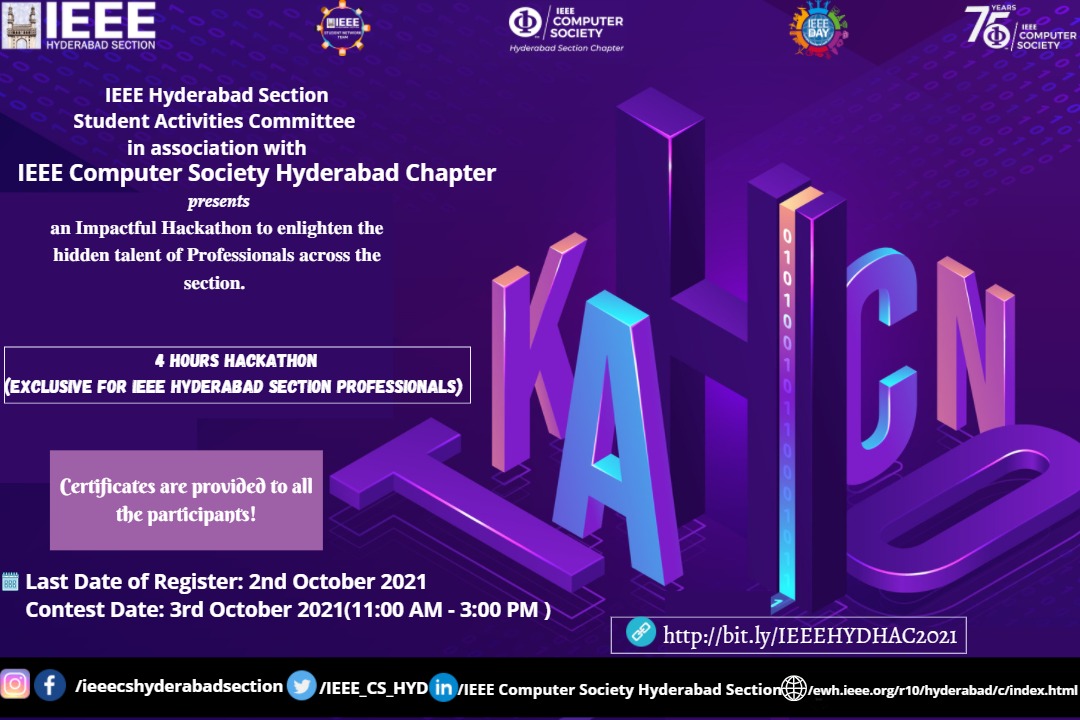 IEEE
HYDERABAD SECTION
IEEE
STUDENT NETWORK
TEAM
IEEE
COMPUTER
SOCIETY
Hyderabad Section Chapter
IEEE
DAY
75 YEARS
IEEE
COMPUTER
SOCIETY
IEEE Hyderabad Section
Student Activities Committee
in association with
IEEE Computer Society Hyderabad Chapter
presents
an Impactful Hackathon to enlighten the
hidden talent of Professionals across the
section.
4 HOURS HACKATHON
(EXCLUSIVE FOR IEEE HYDERABAD SECTION PROFESSIONALS)
Certificates are provided to all
the participants!
HACKATHON
Last Date of Register: 2nd October 2021
Contest Date: 3rd October 2021(11:00 AM - 3:00 PM )
http://bit.ly/IEEEHYDHAC2021
/ieeecshyderabadsection /IEEE_CS_HYD /IEEE Computer Society Hyderabad Section /ewh.ieee.org/r10/hyderabad/c/index.html